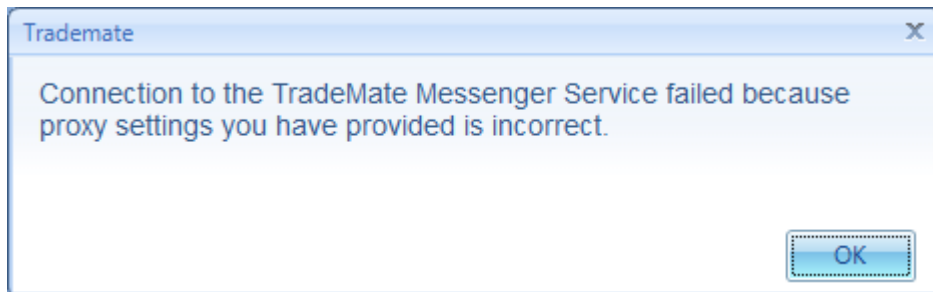 Trademate
Connection to the TradeMate Messenger Service failed because
proxy settings you have provided is incorrect.
OK